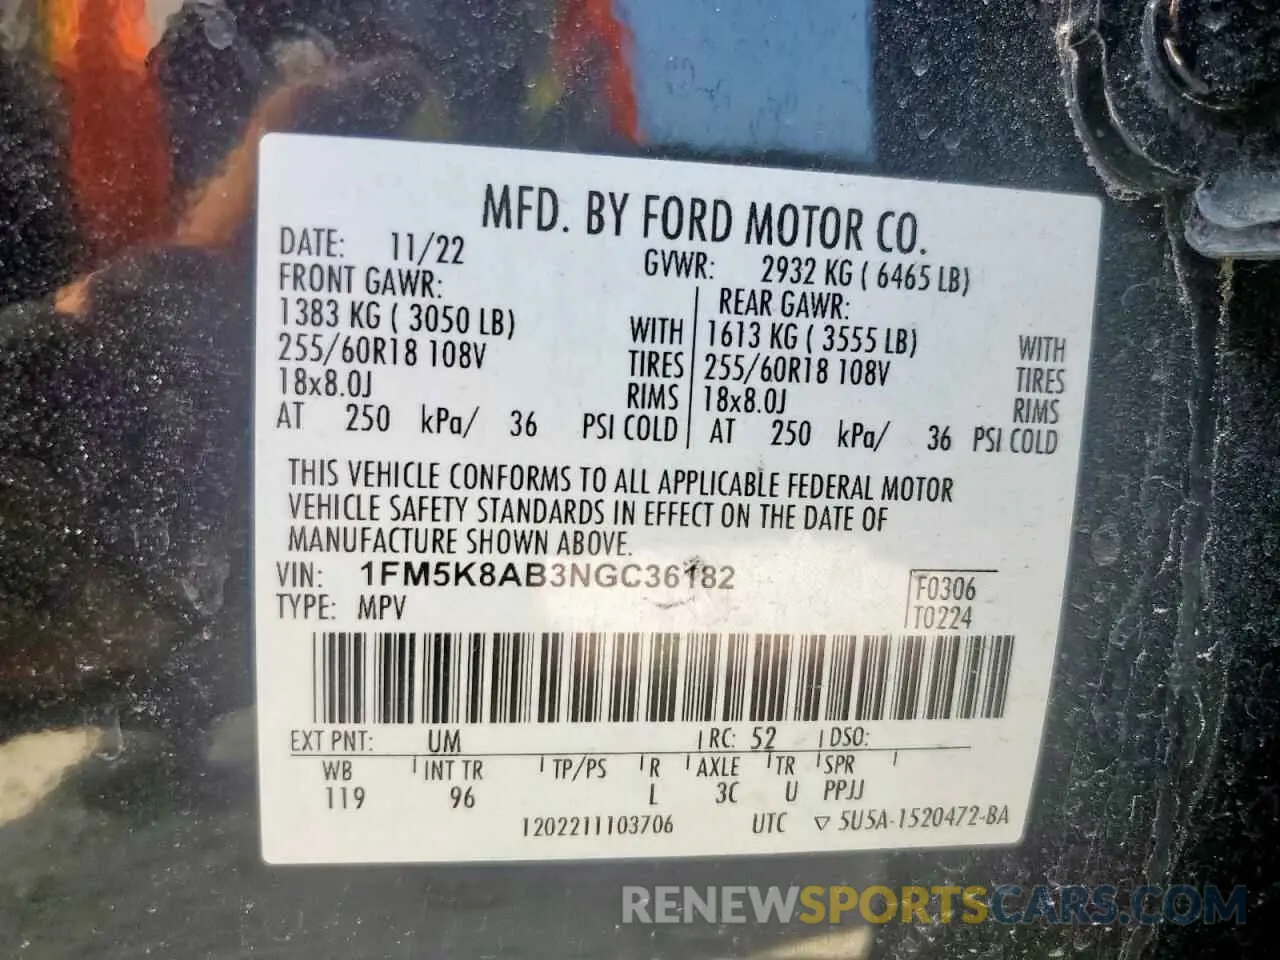 MFD. BY FORD MOTOR CO.
DATE: 11/22 GVWR: 2932 KG ( 6465 LB)
FRONT GAWR: REAR GAWR:
1383 KG ( 3050 LB) WITH 1613 KG ( 3555 LB) WITH
255/60R18 108V TIRES 255/60R18 108V TIRES
18x8.0J RIMS 18x8.0J RIMS
AT 250 kPa/ 36 PSI COLD AT 250 kPa/ 36 PSI COLD
THIS VEHICLE CONFORMS TO ALL APPLICABLE FEDERAL MOTOR
VEHICLE SAFETY STANDARDS IN EFFECT ON THE DATE OF
MANUFACTURE SHOWN ABOVE.
VIN: 1FM5K8AB3NGC36182 F0306
TYPE: MPV T0224
EXT PNT: UM RC: 52 DSO:
WB INT TR TP/PS R AXLE TR SPR
119 96 L 3C U PPJJ
1202211103706 UTC ▽ 5U5A-1520472-BA
RENEWSPORTSCARS.COM